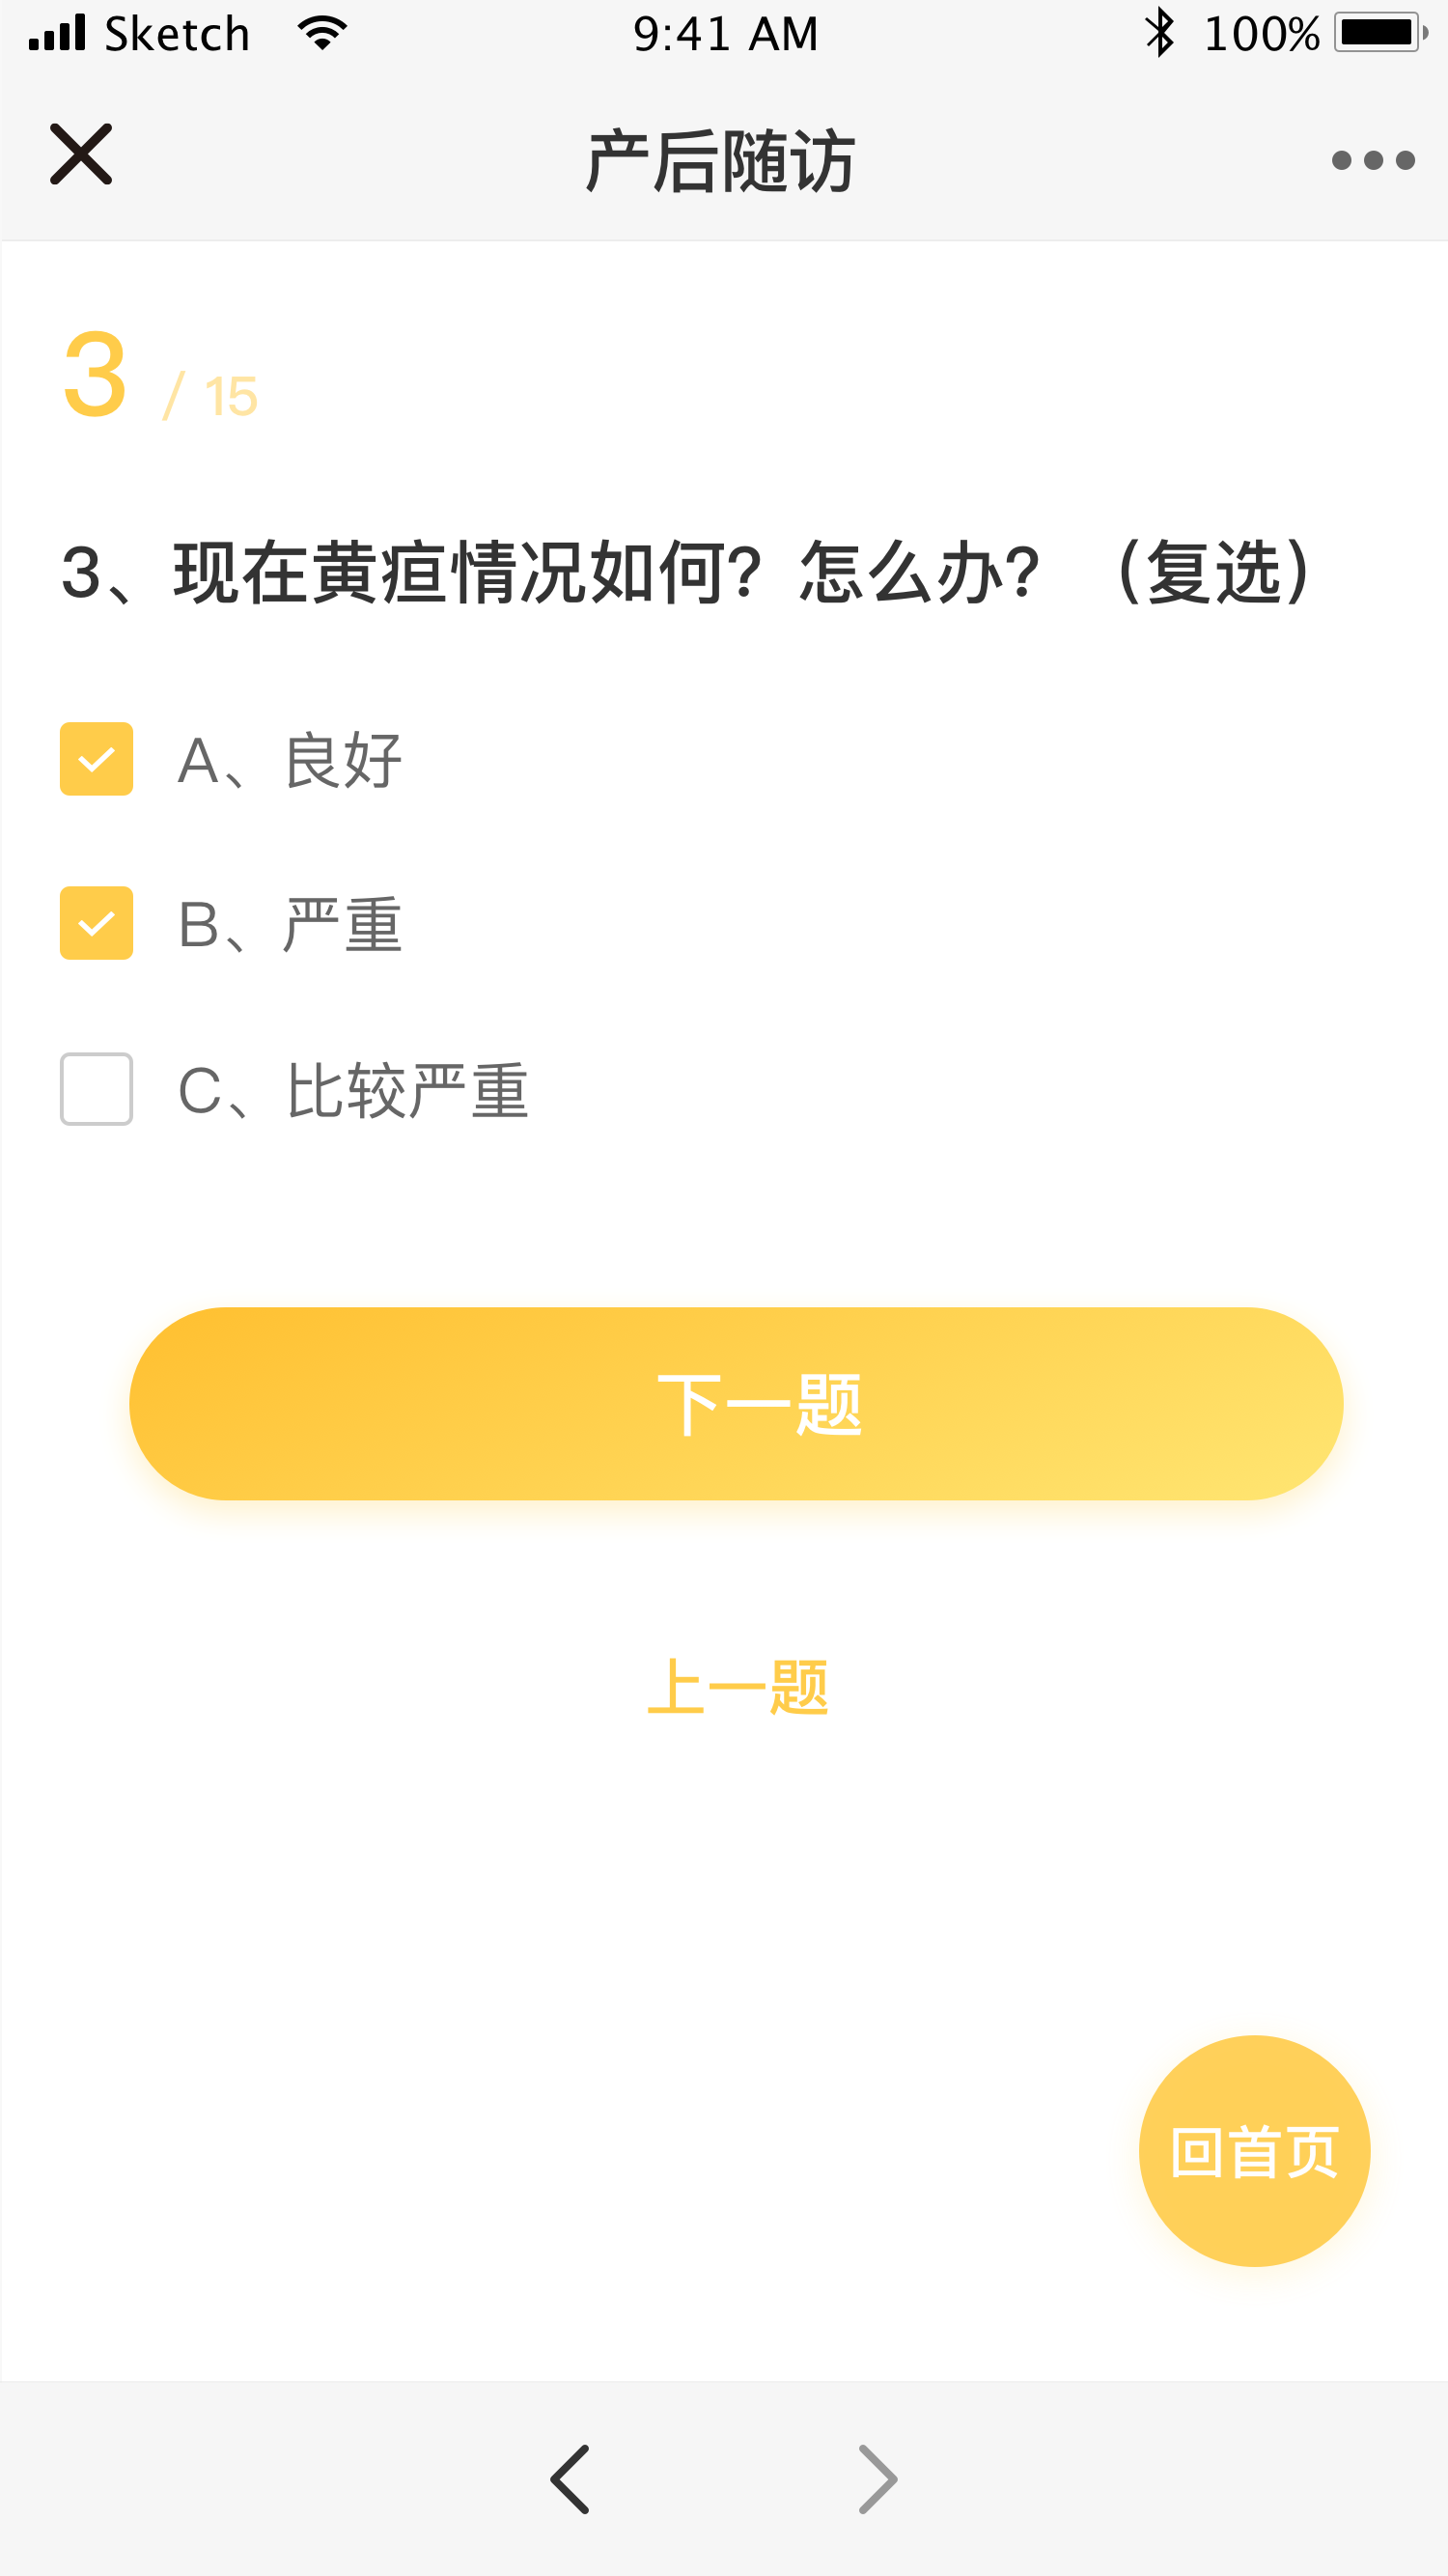 Sketch 9:41 AM 100%
产后随访
3 / 15
3、现在黄疸情况如何？怎么办？（复选）
A、良好
B、严重
C、比较严重
下一题
上一题
回首页